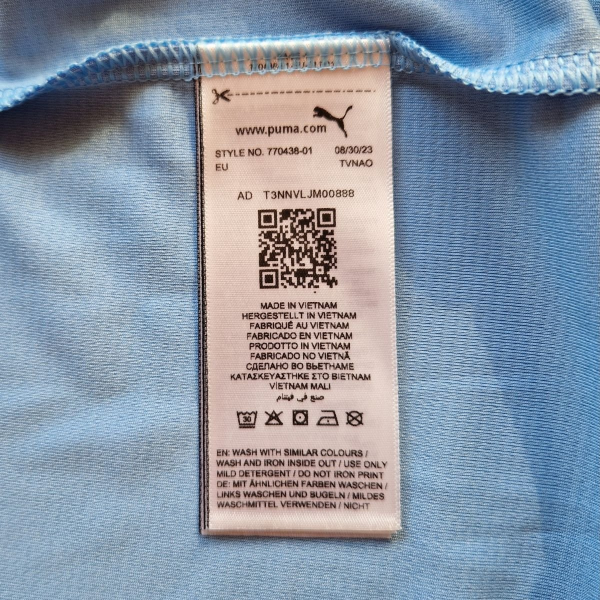 www.puma.com
STYLE NO. 770438-01 08/30/23
EU TVNAO
AD T3NNVLJM00888
MADE IN VIETNAM
HERGESTELLT IN VIETNAM
FABRIQUÉ AU VIETNAM
FABRICADO EN VIETNAM
PRODOTTO IN VIETNAM
FABRICADO NO VIETNÃ
СДЕЛАНО ВО ВЬЕТНАМЕ
ΚΑΤΑΣΚΕΥΑΣΤΗΚΕ ΣΤΟ ΒΙΕΤΝΑΜ
VİETNAM MALI
صنع في فيتنام
30
EN: WASH WITH SIMILAR COLOURS /
WASH AND IRON INSIDE OUT / USE ONLY
MILD DETERGENT / DO NOT IRON PRINT
DE: MIT ÄHNLICHEN FARBEN WASCHEN /
LINKS WASCHEN UND BUGELN / MILDES
WASCHMITTEL VERWENDEN / NICHT